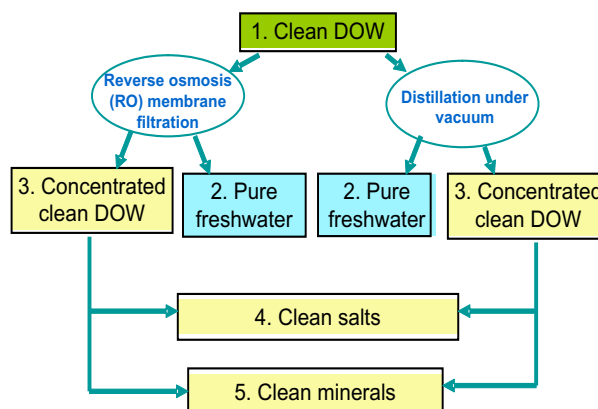 1. Clean DOW
Reverse osmosis
(RO) membrane
filtration
Distillation under
vacuum
3. Concentrated
clean DOW
2. Pure
freshwater
2. Pure
freshwater
3. Concentrated
clean DOW
4. Clean salts
5. Clean minerals